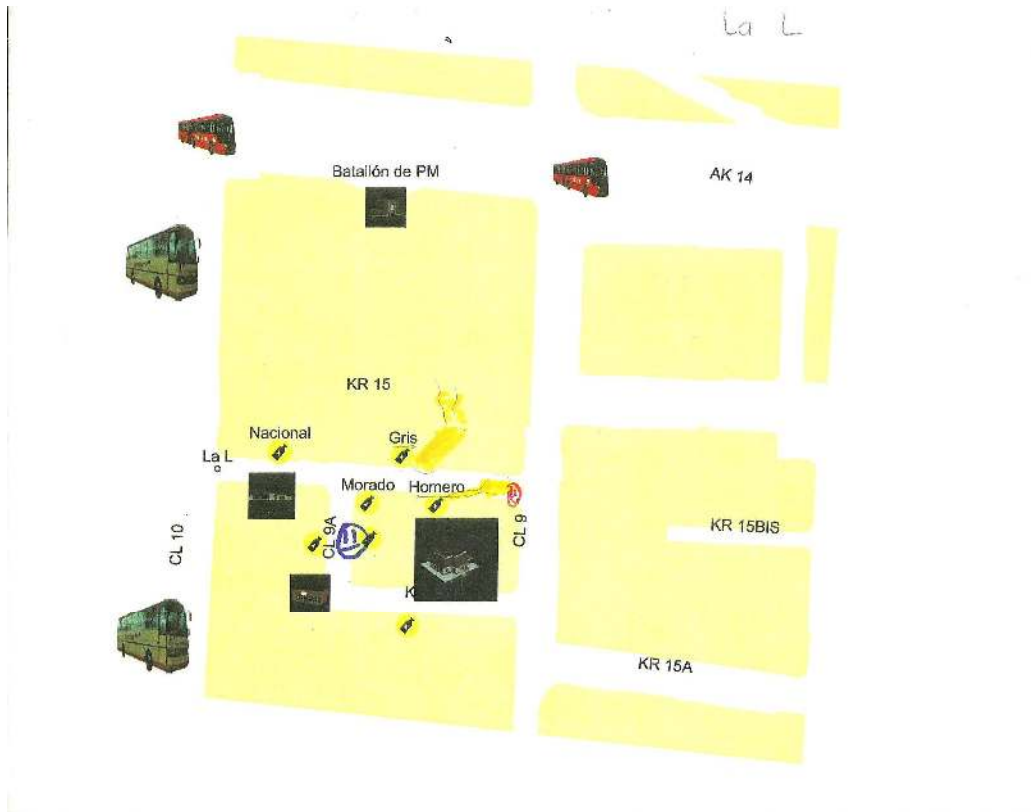 La L
Batallón de PM
AK 14
KR 15
Nacional
Gris
La L
Morado
Homero
CL 9A
CL 9
CL 10
KR 15BIS
KR 15A